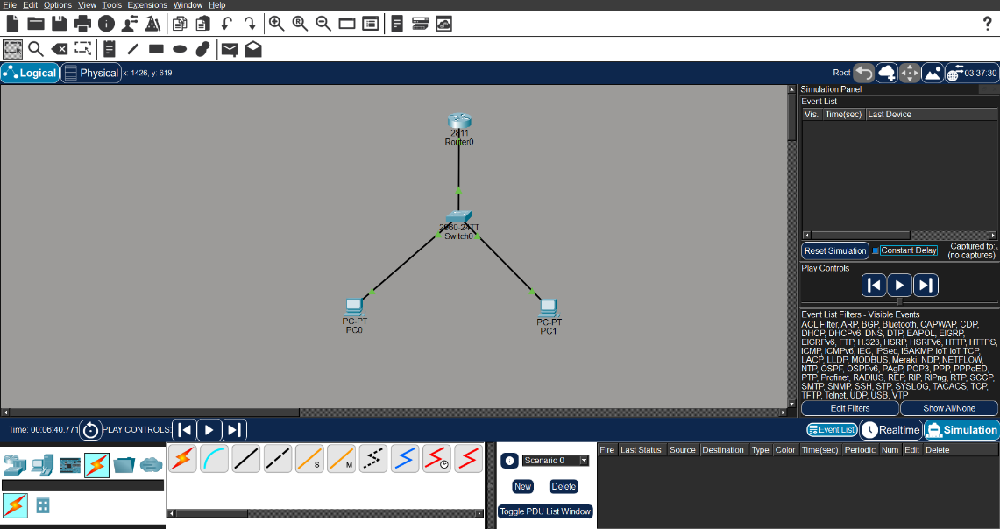 File Edit Options View Tools Extensions Window Help
?
Logical Physical x: 1426, y: 619 Root 03:37:30
Simulation Panel
Event List
Vis. Time(sec) Last Device
2811
Router0
2960-24TT
Switch0
PC-PT
PC0
PC-PT
PC1
Reset Simulation Constant Delay Captured to:
(no captures)
Play Controls
Event List Filters - Visible Events
ACL Filter, ARP, BGP, Bluetooth, CAPWAP, CDP,
DHCP, DHCPv6, DNS, DTP, EAPOL, EIGRP,
EIGRPv6, FTP, H.323, HSRP, HSRPv6, HTTP, HTTPS,
ICMP, ICMPv6, IEC, IPSec, ISAKMP, IoT, IoT TCP,
LACP, LLDP, MODBUS, Meraki, NDP, NETFLOW,
NTP, OSPF, OSPFv6, PAgP, POP3, PPP, PPPoED,
PTP, Profinet, RADIUS, REP, RIP, RIPng, RTP, SCCP,
SMTP, SNMP, SSH, STP, SYSLOG, TACACS, TCP,
TFTP, Telnet, UDP, USB, VTP
Edit Filters Show All/None
Time: 00:06:40.771 PLAY CONTROLS: Event List Realtime Simulation
S M
Scenario 0
New Delete
Toggle PDU List Window
Fire Last Status Source Destination Type Color Time(sec) Periodic Num Edit Delete